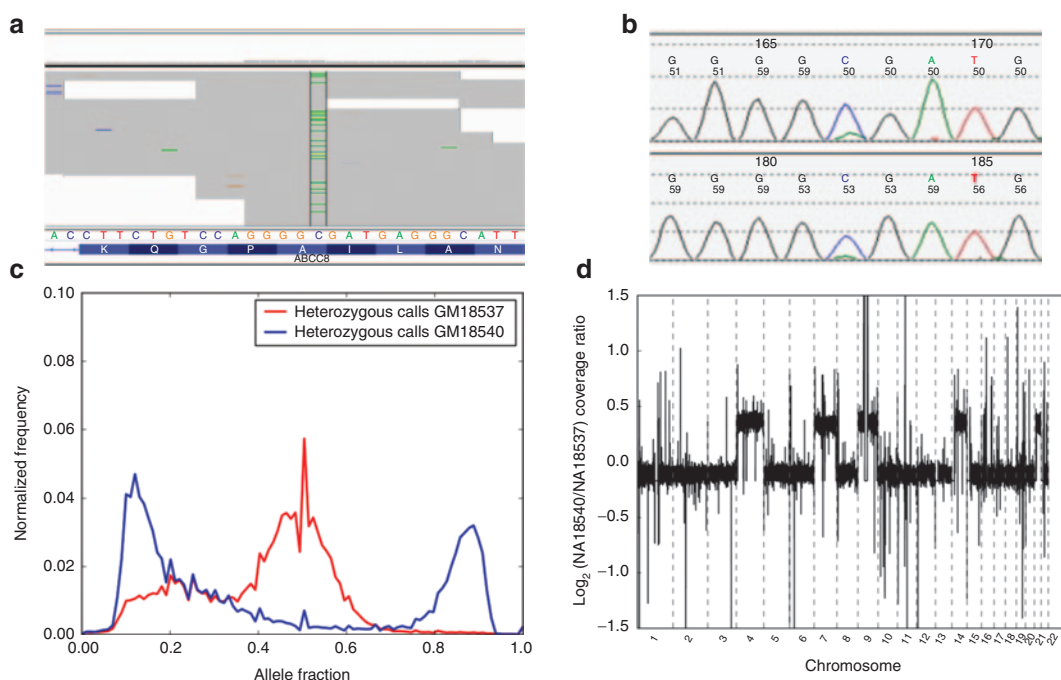 a
A C C T T C T G T C C A G G G G C G A T G A G G G C A T T
K Q G P A I L A N
ABCC8
b
165 170
G G G G C G A T G
51 51 59 59 50 50 50 50 50
180 185
G G G G C G A T G
59 59 59 53 53 53 59 56 56
c
Normalized frequency
0.10
0.08
0.06
0.04
0.02
0.00
Heterozygous calls GM18537
Heterozygous calls GM18540
0.00 0.2 0.4 0.6 0.8 1.0
Allele fraction
d
Log2 (NA18540/NA18537) coverage ratio
1.5
1.0
0.5
0.0
−0.5
−1.0
−1.5
1 2 3 4 5 6 7 8 9 10 11 12 13 14 15 16 17 18 19 20 21 22
Chromosome